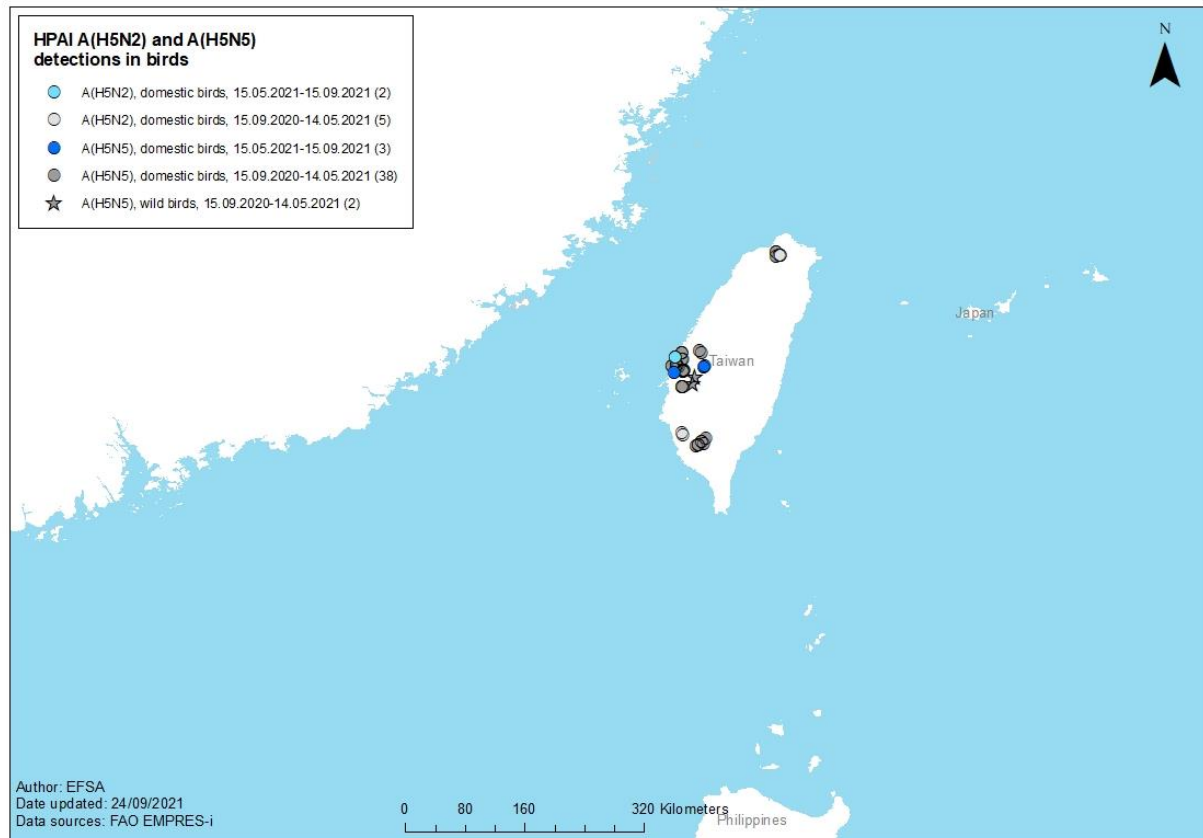 HPAI A(H5N2) and A(H5N5)
detections in birds
A(H5N2), domestic birds, 15.05.2021-15.09.2021 (2)
A(H5N2), domestic birds, 15.09.2020-14.05.2021 (5)
A(H5N5), domestic birds, 15.05.2021-15.09.2021 (3)
A(H5N5), domestic birds, 15.09.2020-14.05.2021 (38)
A(H5N5), wild birds, 15.09.2020-14.05.2021 (2)
N
Japan
Taiwan
Author: EFSA
Date updated: 24/09/2021
Data sources: FAO EMPRES-i
0 80 160 320 Kilometers
Philippines